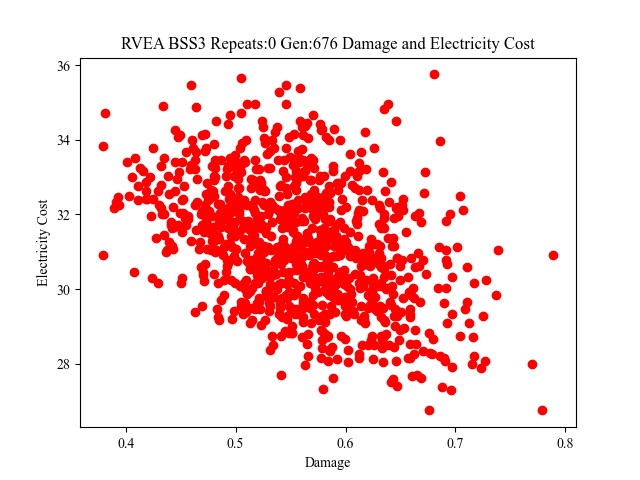 RVEA BSS3 Repeats:0 Gen:676 Damage and Electricity Cost
36
34
32
30
28
Electricity Cost
0.4 0.5 0.6 0.7 0.8
Damage